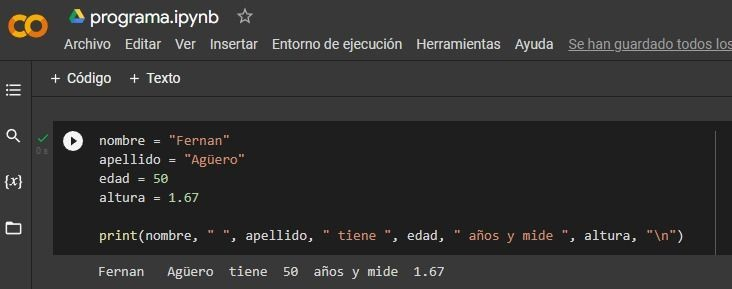 programa.ipynb
Archivo Editar Ver Insertar Entorno de ejecución Herramientas Ayuda Se han guardado todos los
+ Código + Texto
{x}
0 s
nombre = "Fernan"
apellido = "Agüero"
edad = 50
altura = 1.67
print(nombre, " ", apellido, " tiene ", edad, " años y mide ", altura, "\n")
Fernan   Agüero  tiene  50  años y mide  1.67